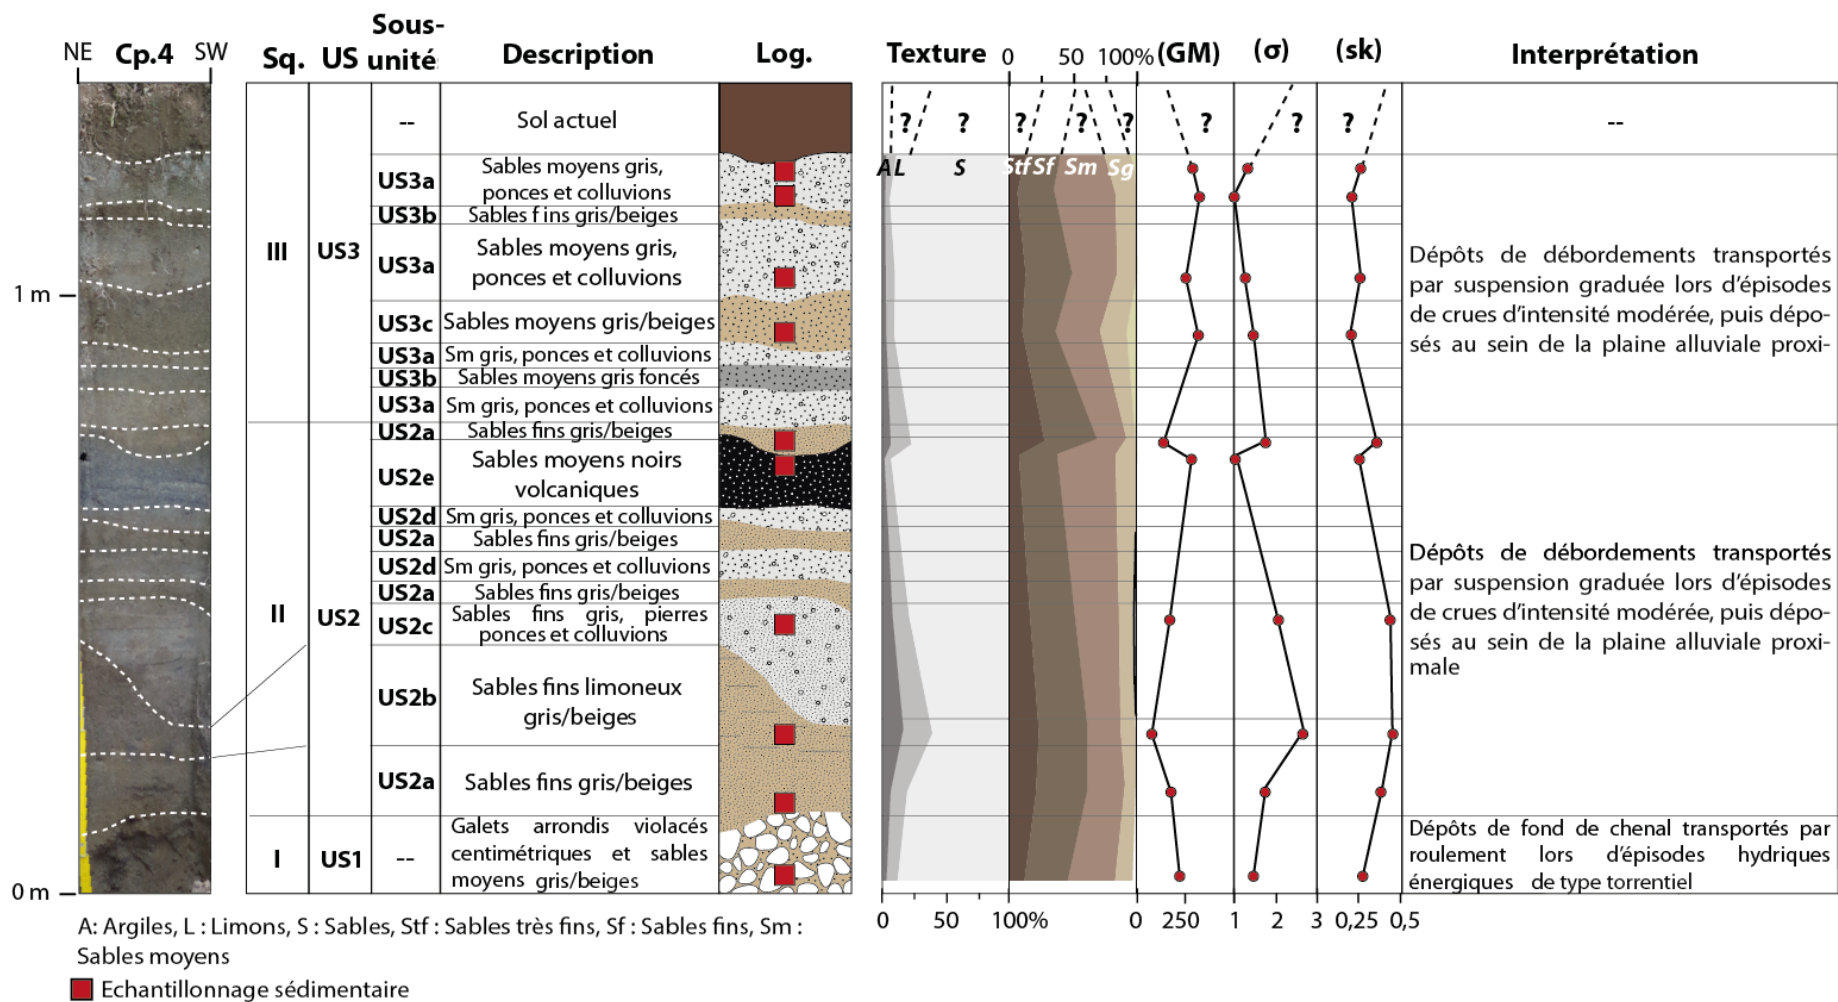 NE Cp.4 SW
Sq. US Sous-unité Description Log. Texture 0 50 100% (GM) (σ) (sk) Interprétation
-- Sol actuel ? ? ? ? ? ? ? ? --
A L S Stf Sf Sm Sg
III US3
US3a Sables moyens gris,
ponces et colluvions
US3b Sables f ins gris/beiges
US3a Sables moyens gris,
ponces et colluvions
1 m
US3c Sables moyens gris/beiges
US3a Sm gris, ponces et colluvions
US3b Sables moyens gris foncés
US3a Sm gris, ponces et colluvions
Dépôts de débordements transportés
par suspension graduée lors d'épisodes
de crues d'intensité modérée, puis dépo-
sés au sein de la plaine alluviale proxi-
II US2
US2a Sables fins gris/beiges
US2e Sables moyens noirs
volcaniques
US2d Sm gris, ponces et colluvions
US2a Sables fins gris/beiges
US2d Sm gris, ponces et colluvions
US2a Sables fins gris/beiges
US2c Sables fins gris, pierres
ponces et colluvions
US2b Sables fins limoneux
gris/beiges
US2a Sables fins gris/beiges
Dépôts de débordements transportés
par suspension graduée lors d'épisodes
de crues d'intensité modérée, puis dépo-
sés au sein de la plaine alluviale proxi-
male
I US1 --
Galets arrondis violacés
centimétriques et sables
moyens gris/beiges
Dépôts de fond de chenal transportés par
roulement lors d'épisodes hydriques
énergiques de type torrentiel
0 m
0 50 100% 0 250 1 2 3 0,25 0,5
A: Argiles, L : Limons, S : Sables, Stf : Sables très fins, Sf : Sables fins, Sm :
Sables moyens
Echantillonnage sédimentaire